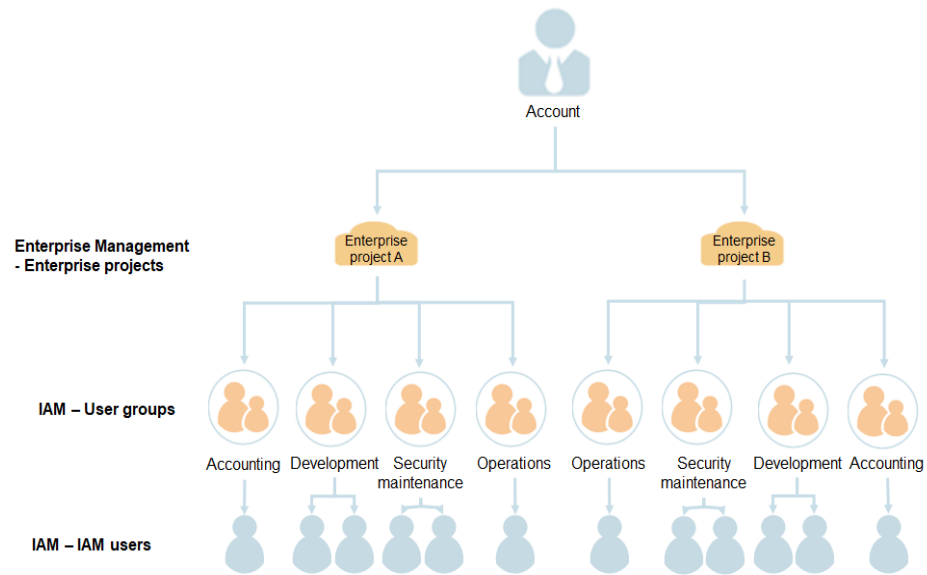 Account
Enterprise
project A
Enterprise
project B
Enterprise Management
- Enterprise projects
IAM – User groups
Accounting
Development
Security
maintenance
Operations
Operations
Security
maintenance
Development
Accounting
IAM – IAM users